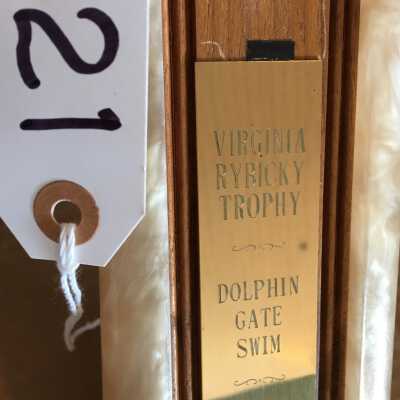 21
VIRGINIA
RYBICKY
TROPHY
DOLPHIN
GATE
SWIM